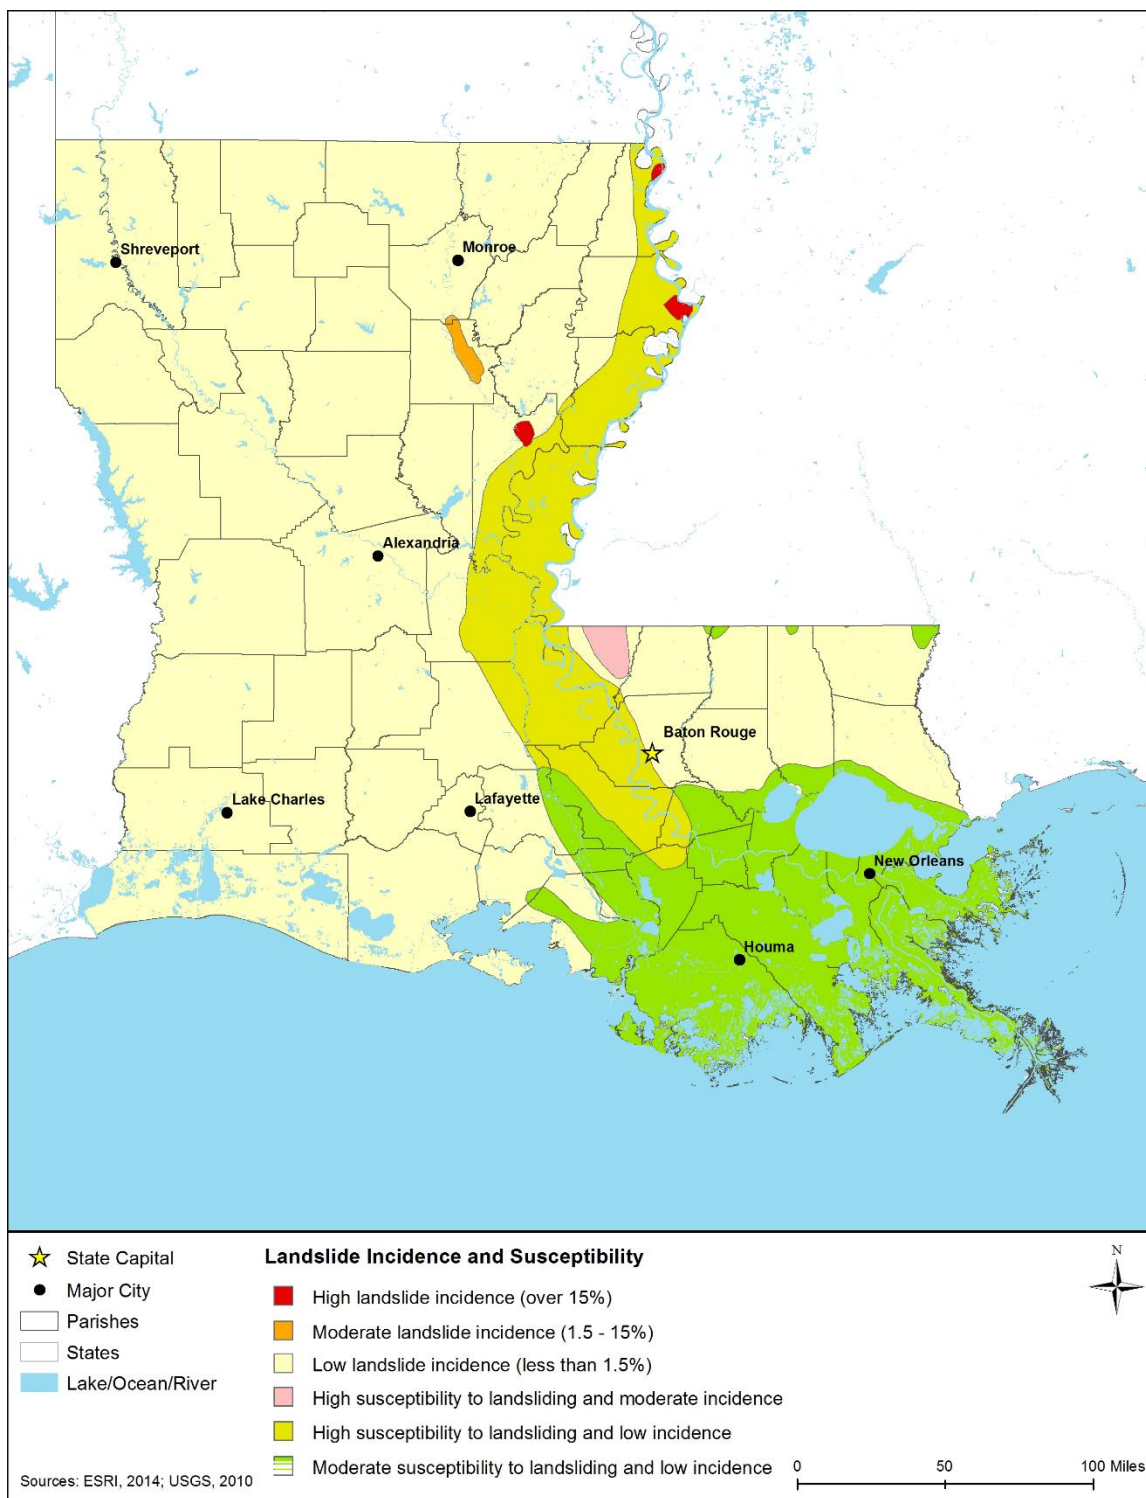 Shreveport
Monroe
Alexandria
Baton Rouge
Lake Charles
Lafayette
New Orleans
Houma
State Capital
Major City
Parishes
States
Lake/Ocean/River
Sources: ESRI, 2014; USGS, 2010
Landslide Incidence and Susceptibility
High landslide incidence (over 15%)
Moderate landslide incidence (1.5 - 15%)
Low landslide incidence (less than 1.5%)
High susceptibility to landsliding and moderate incidence
High susceptibility to landsliding and low incidence
Moderate susceptibility to landsliding and low incidence
N
0 50 100 Miles